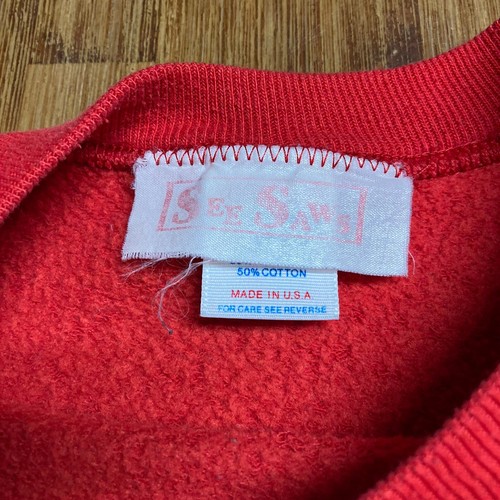 SEE SAWS
50% COTTON
MADE IN U.S.A
FOR CARE SEE REVERSE